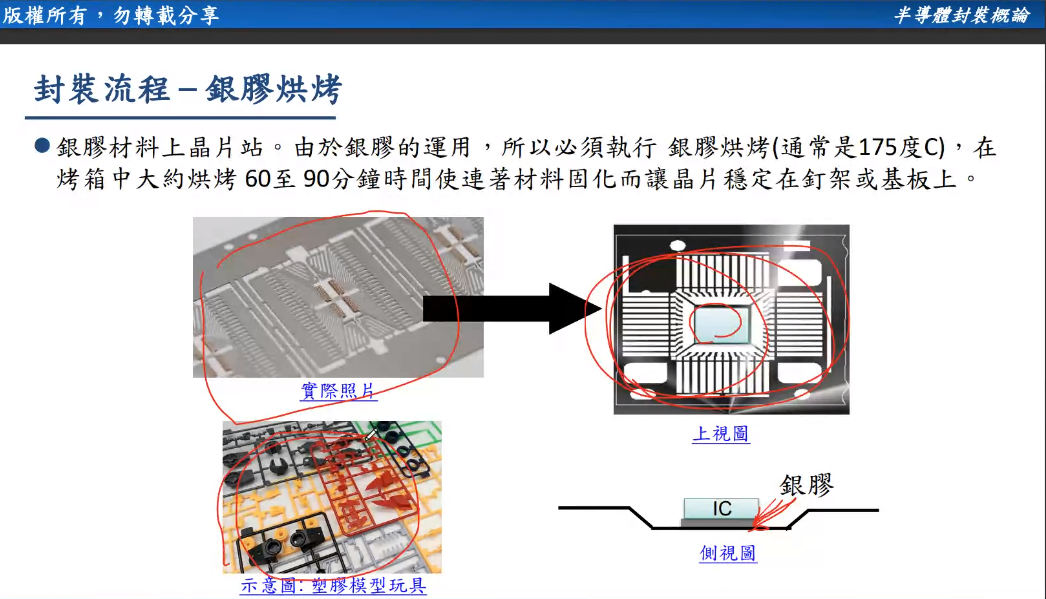 版權所有，勿轉載分享
半導體封裝概論
封裝流程－銀膠烘烤
銀膠材料上晶片站。由於銀膠的運用，所以必須執行 銀膠烘烤(通常是175度C)，在
烤箱中大約烘烤 60至 90分鐘時間使連著材料固化而讓晶片穩定在釘架或基板上。
實際照片
上視圖
銀膠
IC
側視圖
示意圖: 塑膠模型玩具